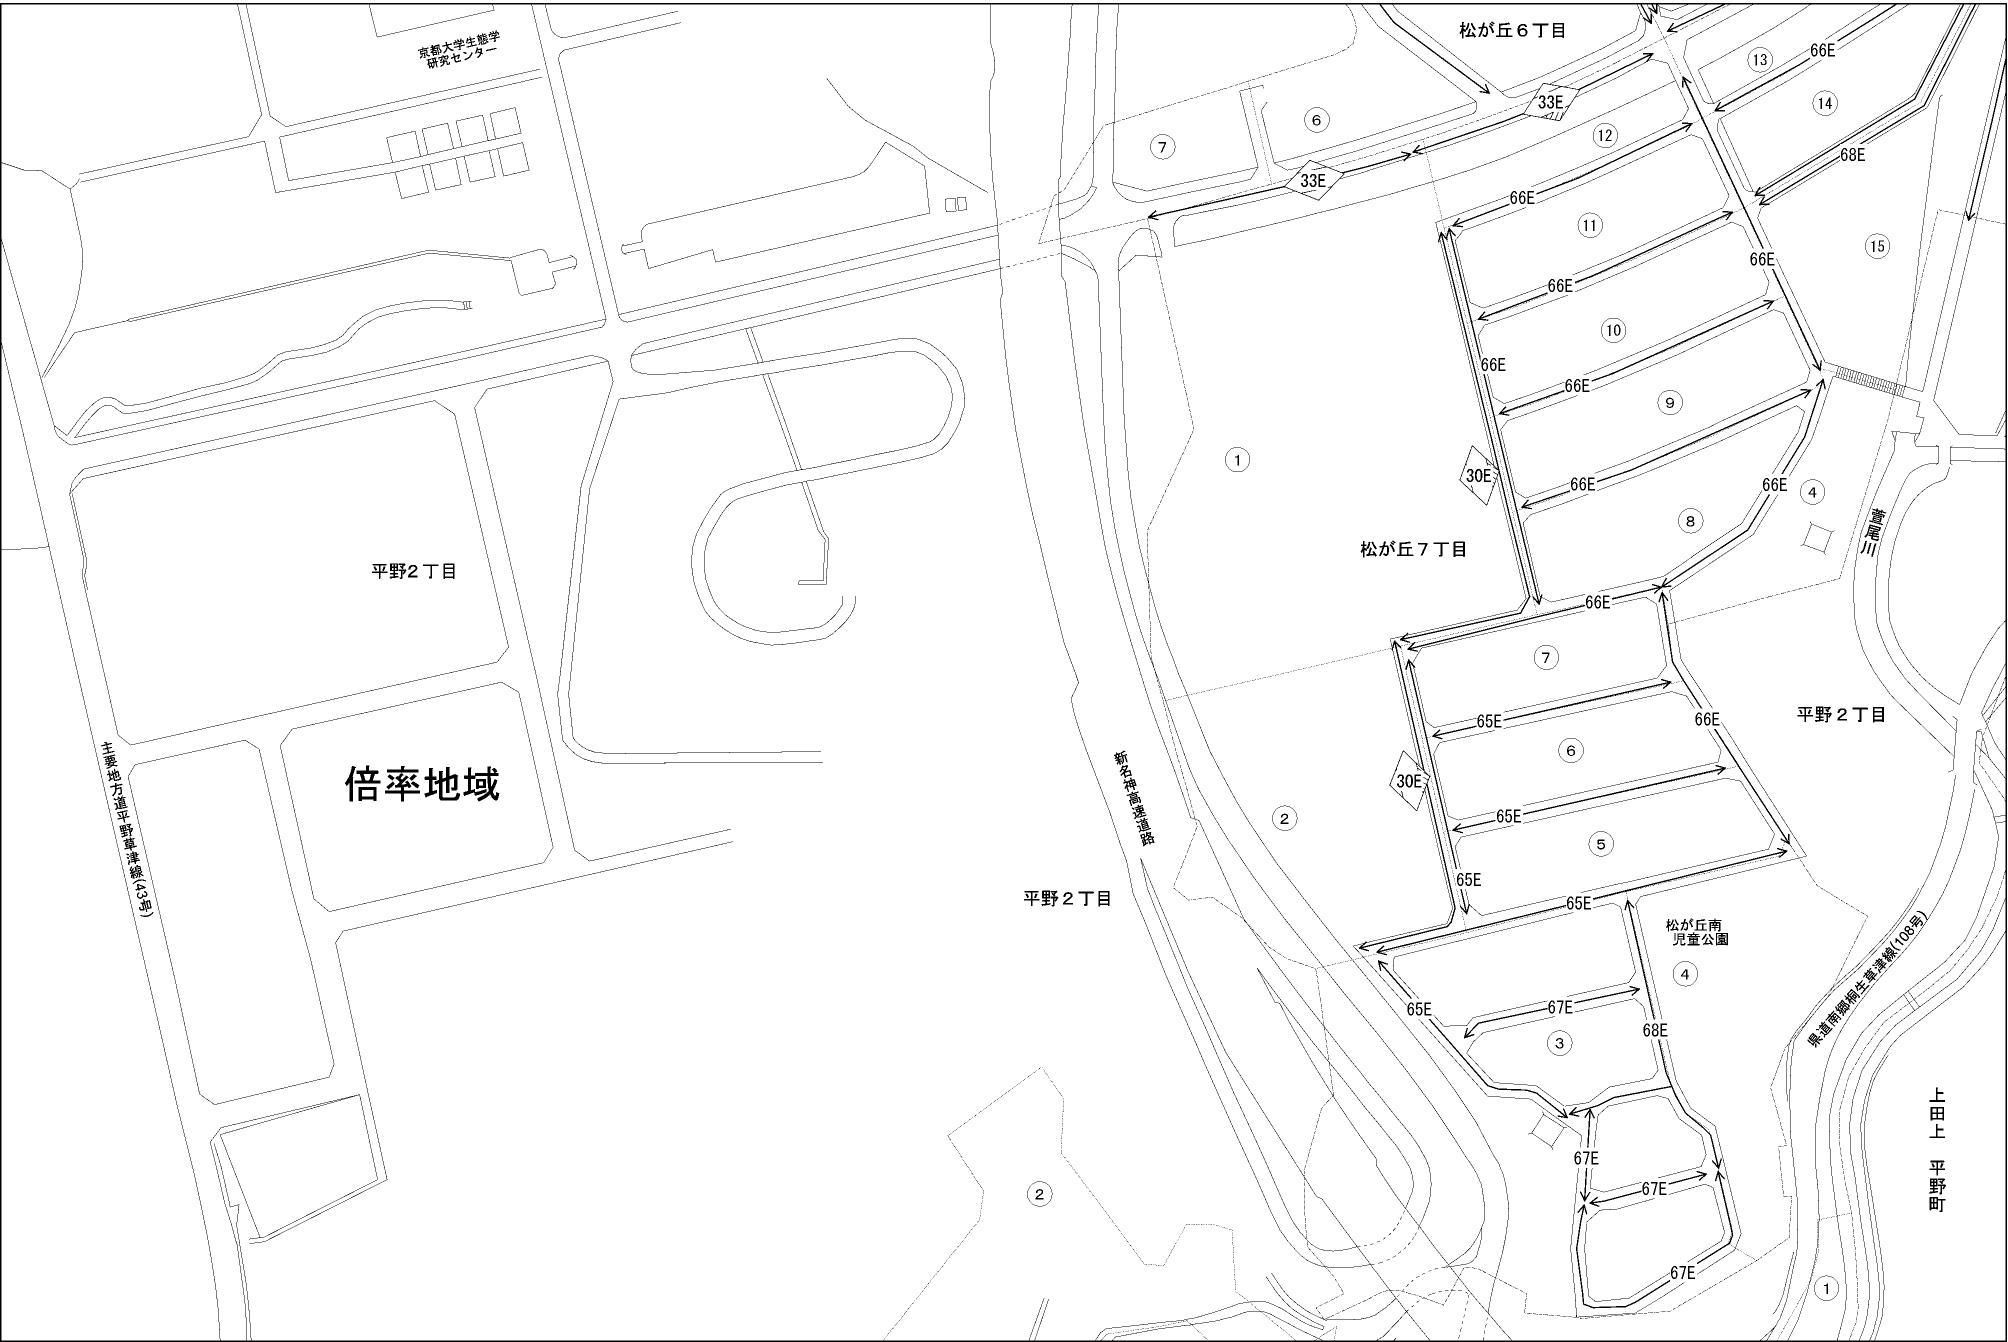 京都大学生態学
研究センター
松が丘６丁目
13
66E
14
33E
6
7
12
68E
33E
66E
11
15
66E
66E
10
66E
66E
9
1
30E
66E
66E
4
8
萱尾川
松が丘７丁目
平野２丁目
66E
7
平野２丁目
65E
66E
6
主要地方道平野草津線(43号)
倍率地域
新名神高速道路
30E
2
65E
5
65E
平野２丁目
65E
松が丘南
児童公園
県道南郷桐生草津線(108号)
4
65E
67E
68E
3
上田上 平野町
67E
67E
2
67E
1